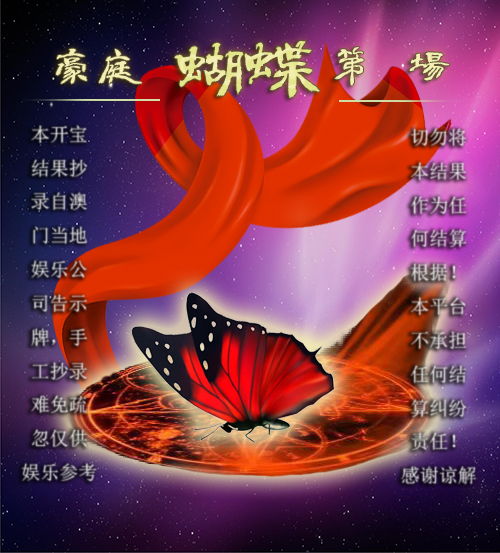 豪庭 蝴蝶 第 場
本开宝
结果抄
录自澳
门当地
娱乐公
司告示
牌，手
工抄录
难免疏
忽仅供
娱乐参考
切勿将
本结果
作为任
何结算
根据！
本平台
不承担
任何结
算纠纷
责任！
感谢谅解